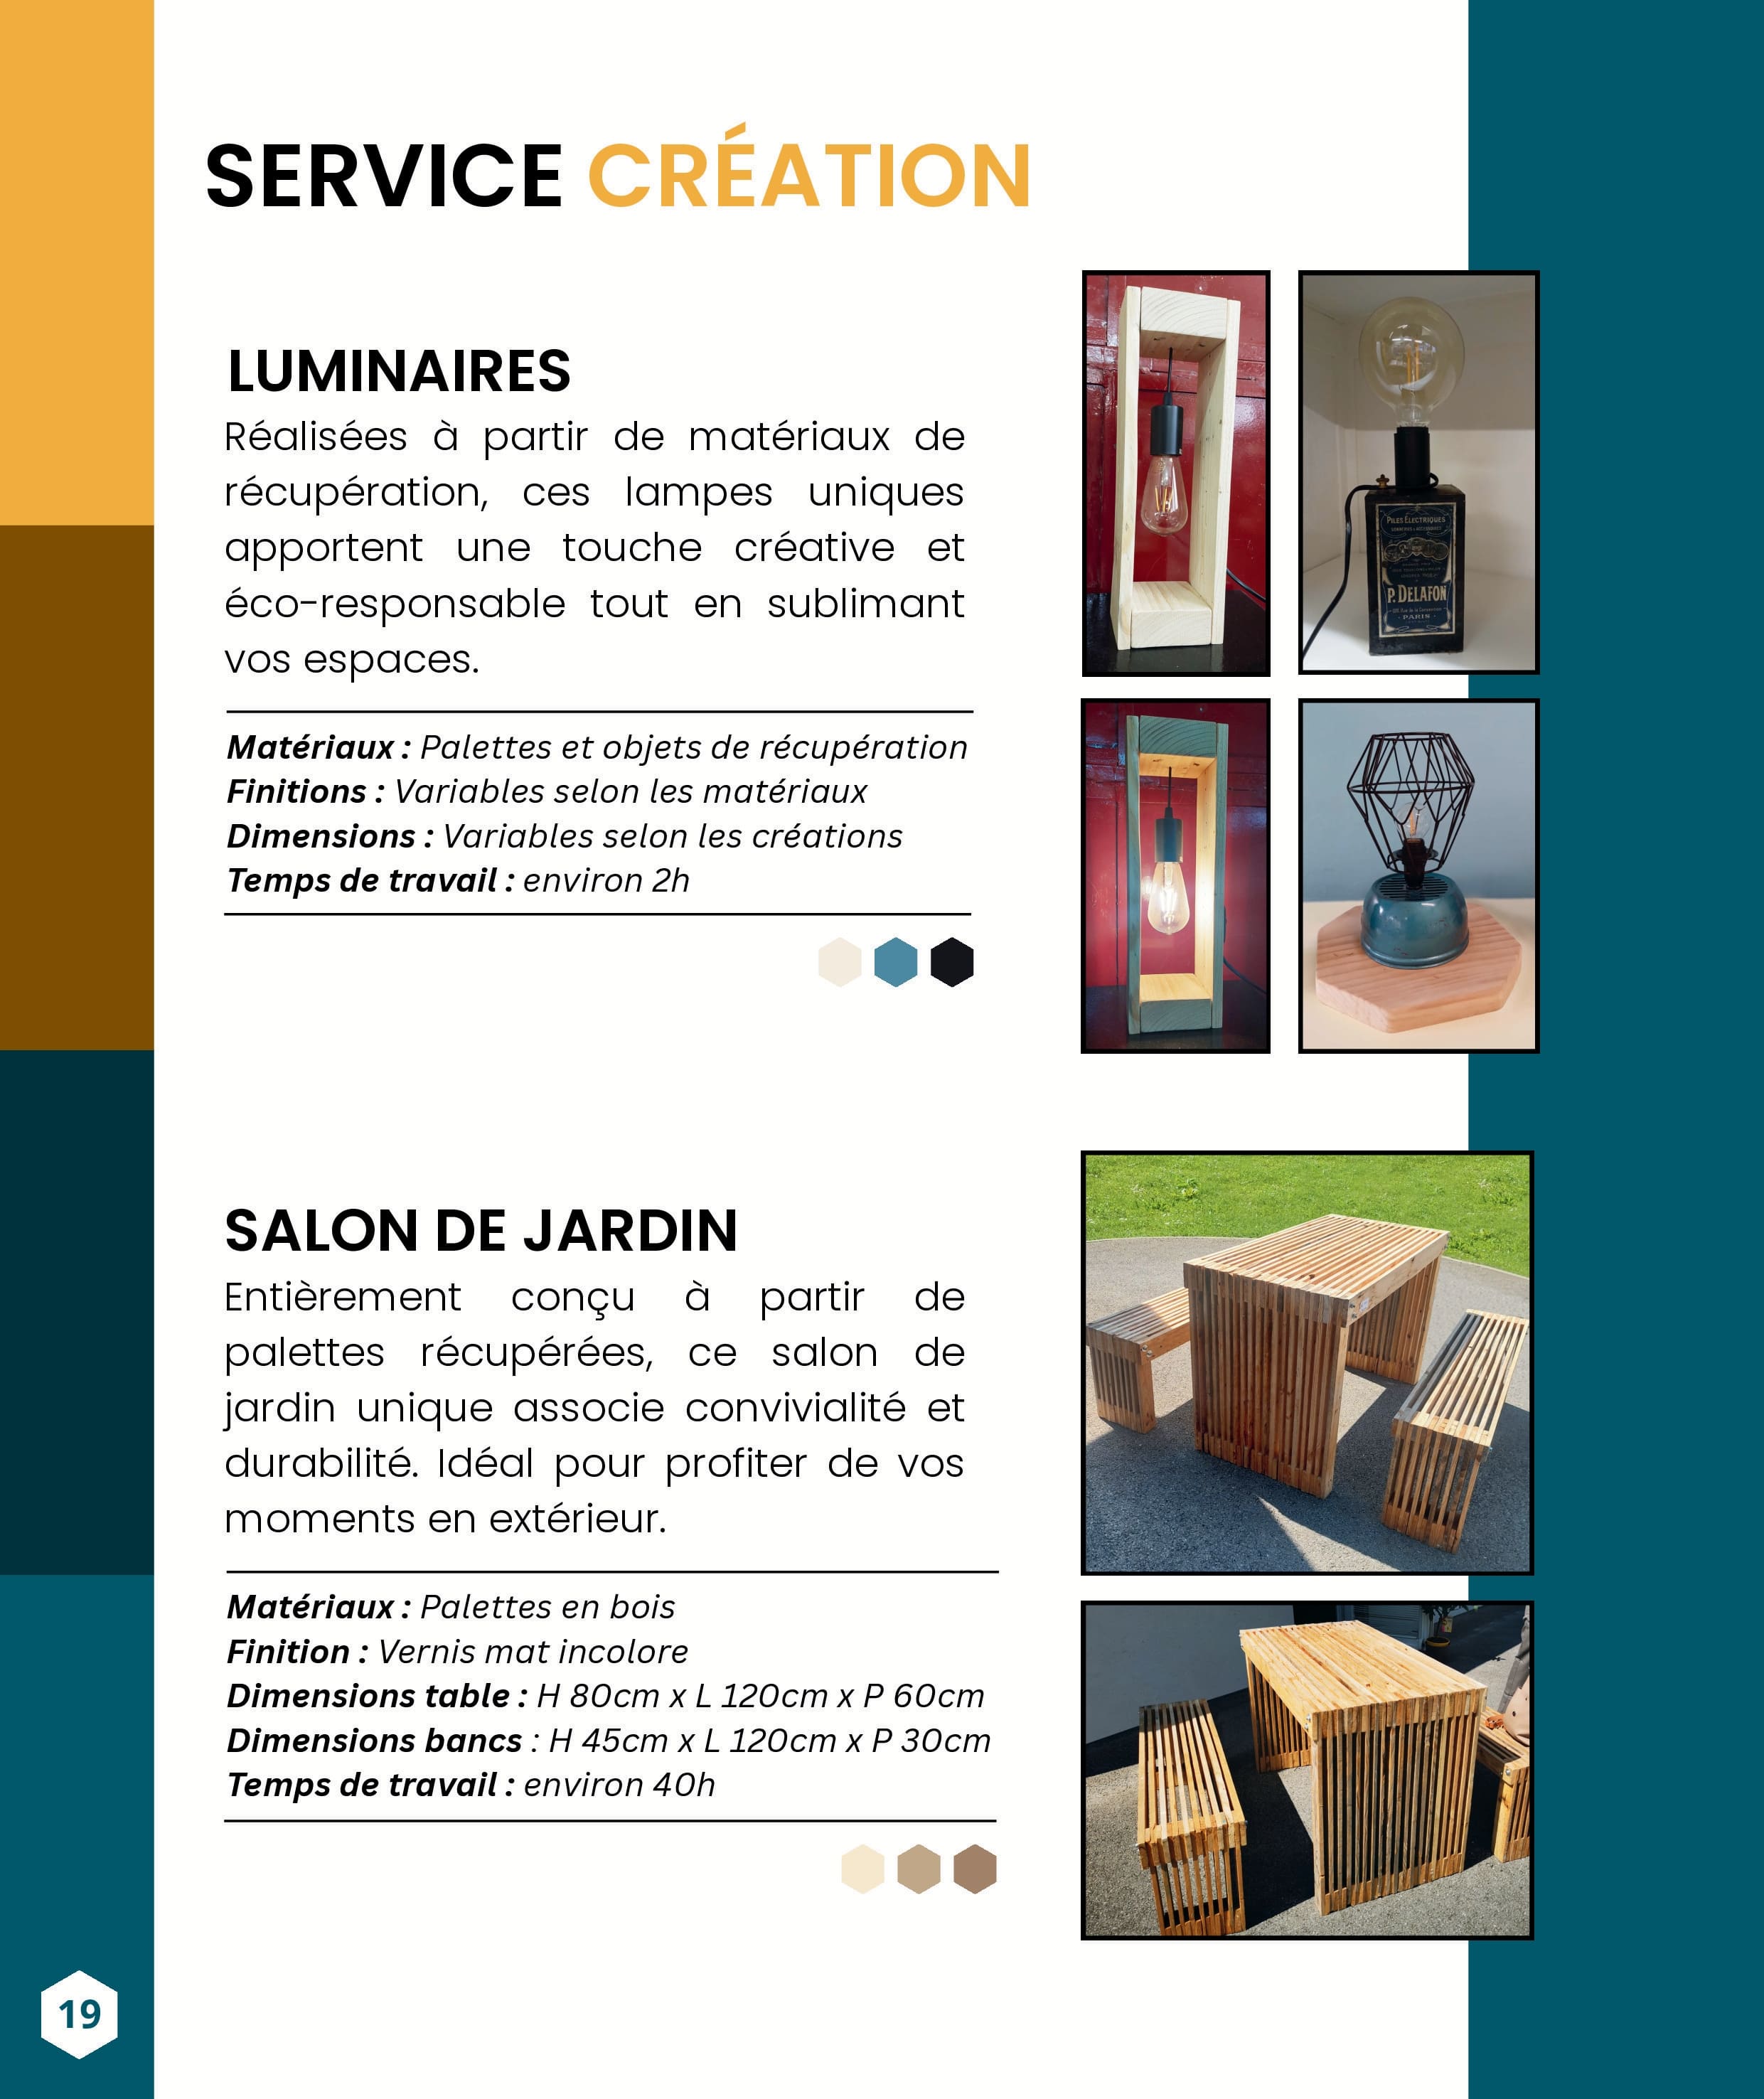 SERVICE CRÉATION
LUMINAIRES
Réalisées à partir de matériaux de
récupération, ces lampes uniques
apportent une touche créative et
éco-responsable tout en sublimant
vos espaces.
Matériaux : Palettes et objets de récupération
Finitions : Variables selon les matériaux
Dimensions : Variables selon les créations
Temps de travail : environ 2h
PILES ELECTRIQUES
P. DELAFON
PARIS
SALON DE JARDIN
Entièrement conçu à partir de
palettes récupérées, ce salon de
jardin unique associe convivialité et
durabilité. Idéal pour profiter de vos
moments en extérieur.
Matériaux : Palettes en bois
Finition : Vernis mat incolore
Dimensions table : H 80cm x L 120cm x P 60cm
Dimensions bancs : H 45cm x L 120cm x P 30cm
Temps de travail : environ 40h
19